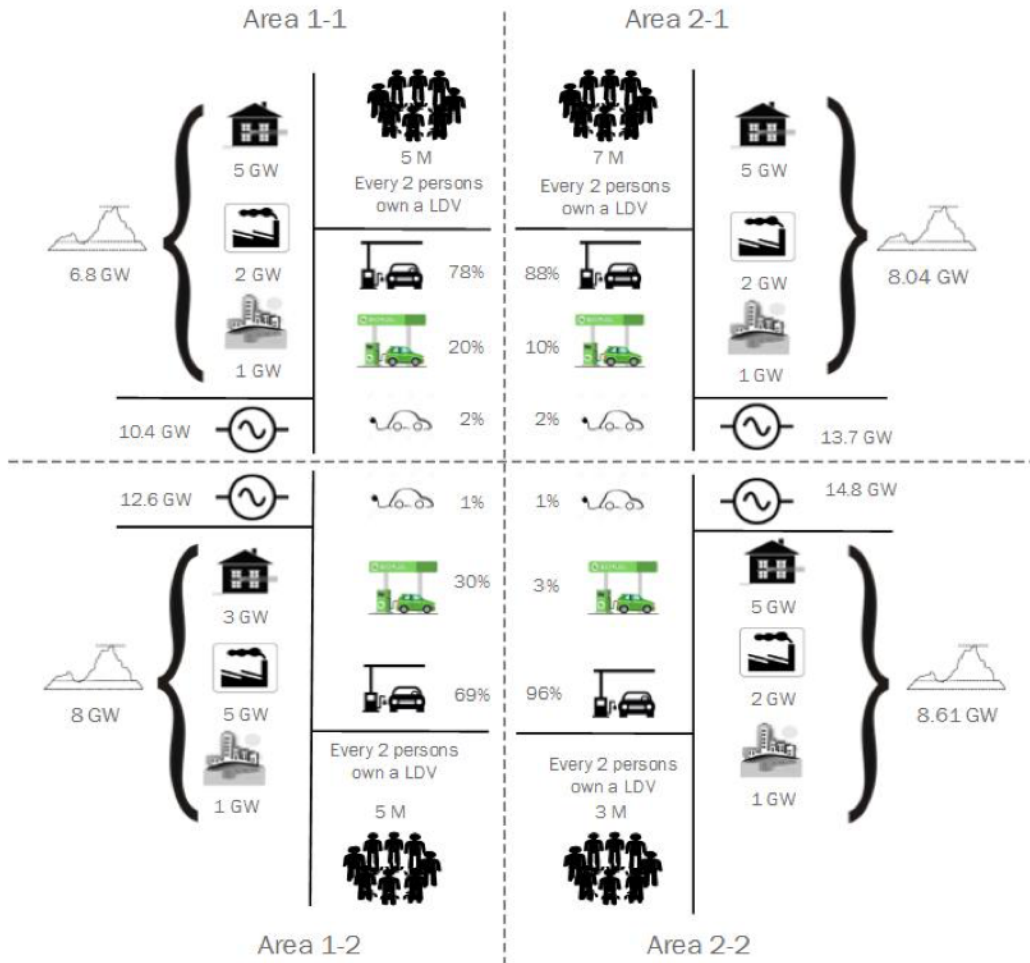 Area 1-1
5 GW
2 GW
1 GW
6.8 GW
10.4 GW
5 M
Every 2 persons
own a LDV
78%
20%
2%
Area 2-1
7 M
Every 2 persons
own a LDV
88%
10%
2%
5 GW
2 GW
1 GW
8.04 GW
13.7 GW
12.6 GW
3 GW
5 GW
1 GW
8 GW
1%
30%
69%
Every 2 persons
own a LDV
5 M
Area 1-2
1%
3%
96%
Every 2 persons
own a LDV
3 M
14.8 GW
5 GW
2 GW
1 GW
8.61 GW
Area 2-2